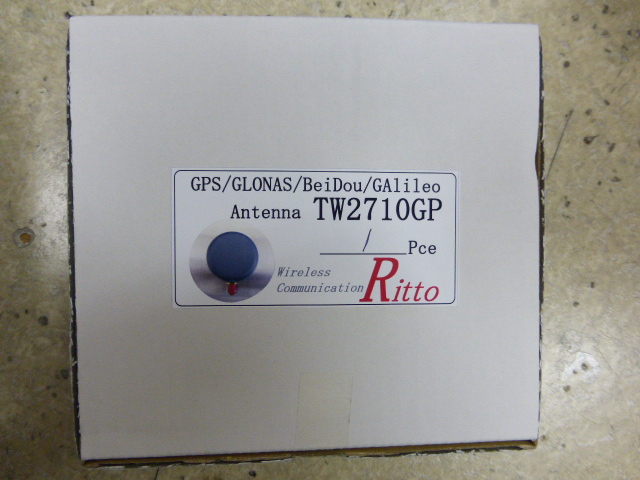 GPS/GLONAS/BeiDou/GAlileo
Antenna TW2710GP
/ Pce
Wireless
Communication Ritto